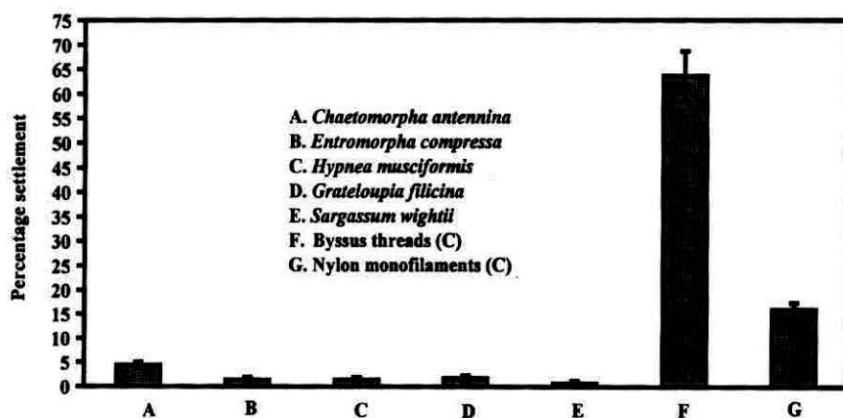 Percentage settlement
75
70
65
60
55
50
45
40
35
30
25
20
15
10
5
0
A. Chaetomorpha antennina
B. Entromorpha compressa
C. Hypnea musciformis
D. Grateloupia filicina
E. Sargassum wightii
F. Byssus threads (C)
G. Nylon monofilaments (C)
A B C D E F G